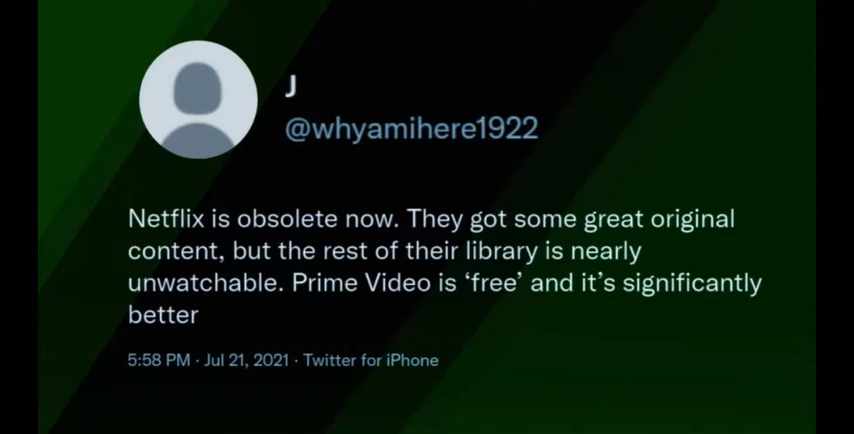 J
@whyamihere1922
Netflix is obsolete now. They got some great original
content, but the rest of their library is nearly
unwatchable. Prime Video is ‘free’ and it’s significantly
better
5:58 PM · Jul 21, 2021 · Twitter for iPhone